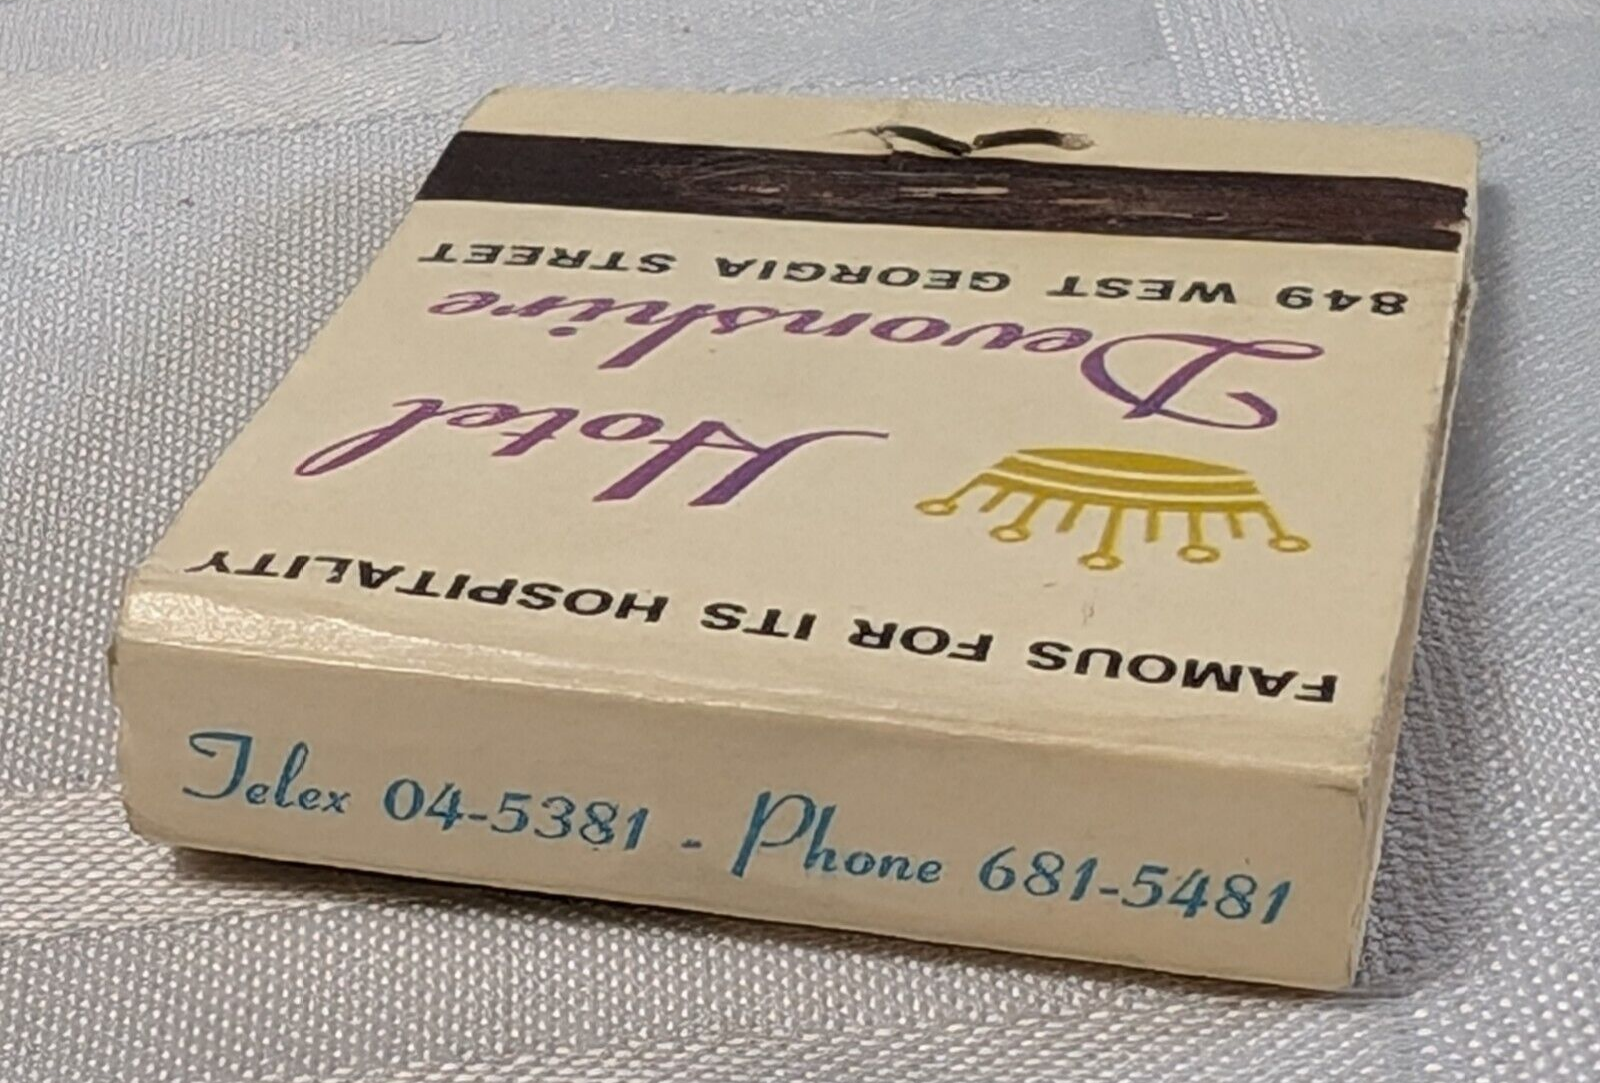 FAMOUS FOR ITS HOSPITALITY
Hotel
Devonshire
849 WEST GEORGIA STREET
Telex 04-5381 - Phone 681-5481